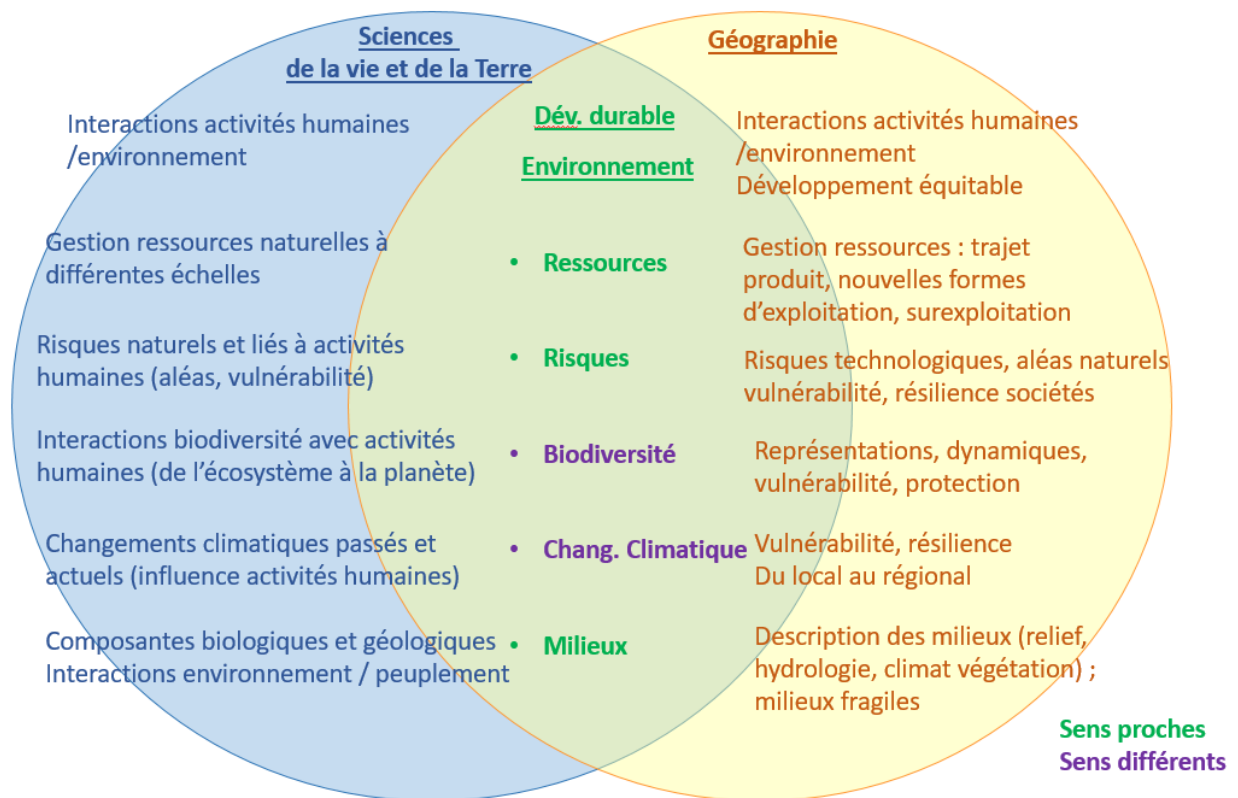 Sciences
de la vie et de la Terre
Géographie
Interactions activités humaines
/environnement
Dév. durable
Environnement
Interactions activités humaines
/environnement
Développement équitable
Gestion ressources naturelles à
différentes échelles
• Ressources
Gestion ressources : trajet
produit, nouvelles formes
d’exploitation, surexploitation
Risques naturels et liés à activités
humaines (aléas, vulnérabilité)
• Risques
Risques technologiques, aléas naturels
vulnérabilité, résilience sociétés
Interactions biodiversité avec activités
humaines (de l’écosystème à la planète)
• Biodiversité
Représentations, dynamiques,
vulnérabilité, protection
Changements climatiques passés et
actuels (influence activités humaines)
• Chang. Climatique
Vulnérabilité, résilience
Du local au régional
Composantes biologiques et géologiques
Interactions environnement / peuplement
• Milieux
Description des milieux (relief,
hydrologie, climat végétation) ;
milieux fragiles
Sens proches
Sens différents